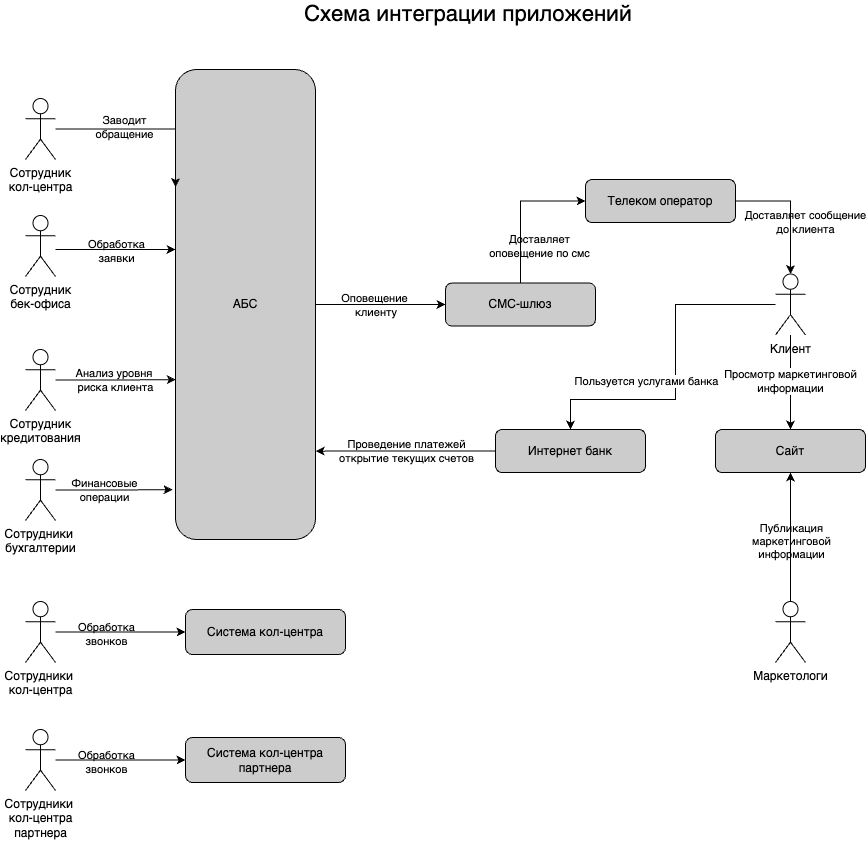 Схема интеграции приложений
Заводит
обращение
Сотрудник
кол-центра
Обработка
заявки
Сотрудник
бек-офиса
Анализ уровня
риска клиента
Сотрудник
кредитования
Финансовые
операции
Сотрудники
бухгалтерии
АБС
Оповещение
клиенту
СМС-шлюз
Доставляет
оповещение по смс
Телеком оператор
Доставляет сообщение
до клиента
Клиент
Пользуется услугами банка
Просмотр маркетинговой
информации
Проведение платежей
открытие текущих счетов
Интернет банк
Сайт
Публикация
маркетинговой
информации
Маркетологи
Обработка
звонков
Сотрудники
кол-центра
Система кол-центра
Обработка
звонков
Сотрудники
кол-центра
партнера
Система кол-центра
партнера